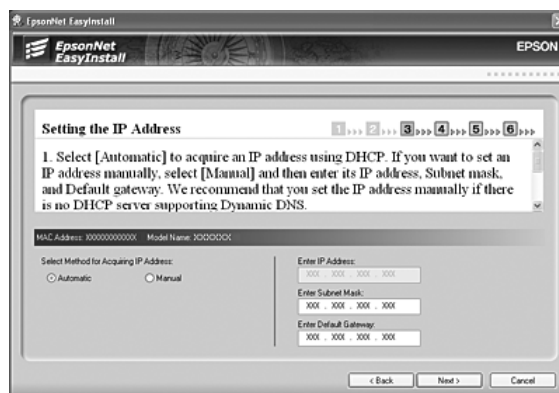 EpsonNet EasyInstall
EpsonNet
EasyInstall
EPSON
Setting the IP Address
1 2 3 4 5 6
1. Select [Automatic] to acquire an IP address using DHCP. If you want to set an
IP address manually, select [Manual] and then enter its IP address, Subnet mask,
and Default gateway. We recommend that you set the IP address manually if there
is no DHCP server supporting Dynamic DNS.
MAC Address: XXXXXXXXXXXX Model Name: XXXXXXX
Select Method for Acquiring IP Address:
Automatic
Manual
Enter IP Address:
XXX . XXX . XXX . XXX
Enter Subnet Mask:
XXX . XXX . XXX . XXX
Enter Default Gateway:
XXX . XXX . XXX . XXX
< Back
Next >
Cancel